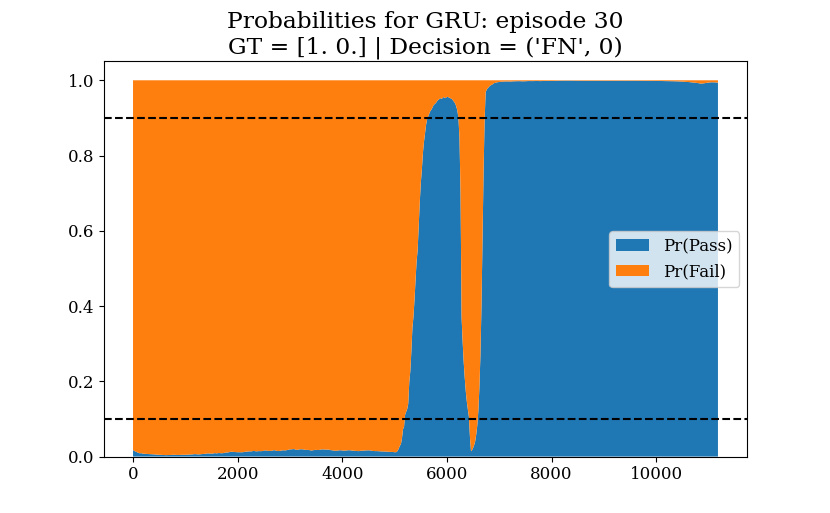 Probabilities for GRU: episode 30
GT = [1. 0.] | Decision = ('FN', 0)
1.0
0.8
0.6
0.4
0.2
0.0
Pr(Pass)
Pr(Fail)
0 2000 4000 6000 8000 10000